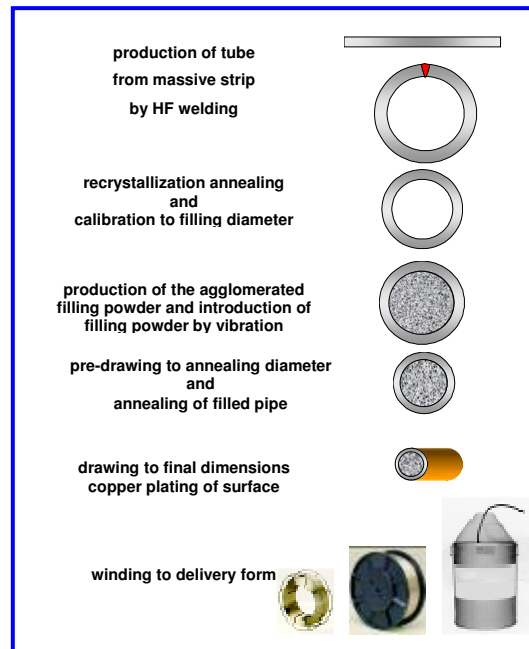 production of tube
from massive strip
by HF welding
recrystallization annealing
and
calibration to filling diameter
production of the agglomerated
filling powder and introduction of
filling powder by vibration
pre-drawing to annealing diameter
and
annealing of filled pipe
drawing to final dimensions
copper plating of surface
winding to delivery form